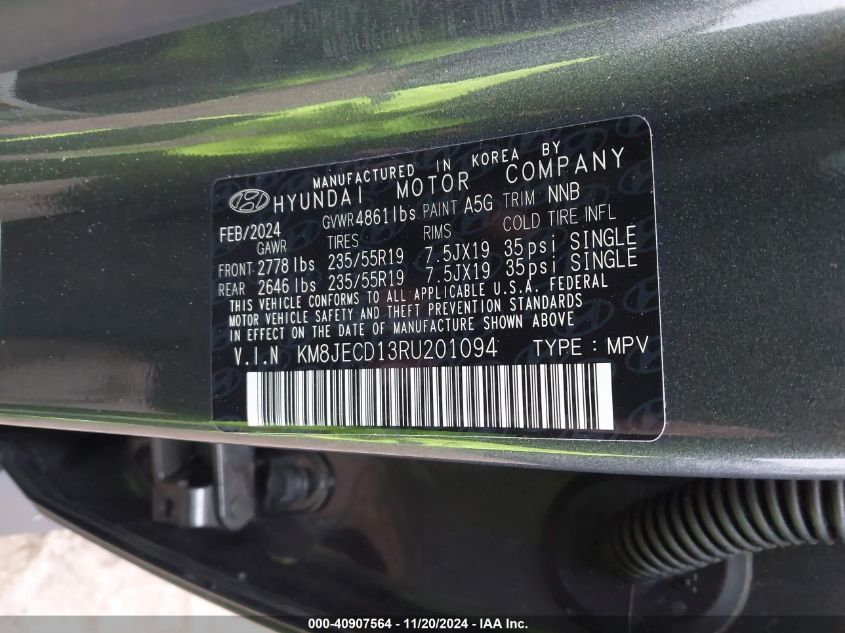 MANUFACTURED IN KOREA BY
HYUNDAI MOTOR COMPANY
FEB/2024 GVWR 4861 lbs PAINT A5G TRIM NNB
GAWR TIRES RIMS COLD TIRE INFL
FRONT 2778 lbs 235/55R19 7.5JX19 35psi SINGLE
REAR 2646 lbs 235/55R19 7.5JX19 35psi SINGLE
THIS VEHICLE CONFORMS TO ALL APPLICABLE U.S.A. FEDERAL
MOTOR VEHICLE SAFETY AND THEFT PREVENTION STANDARDS
IN EFFECT ON THE DATE OF MANUFACTURE SHOWN ABOVE
V.I.N KM8JECD13RU201094 TYPE : MPV
000-40907564 - 11/20/2024 - IAA Inc.